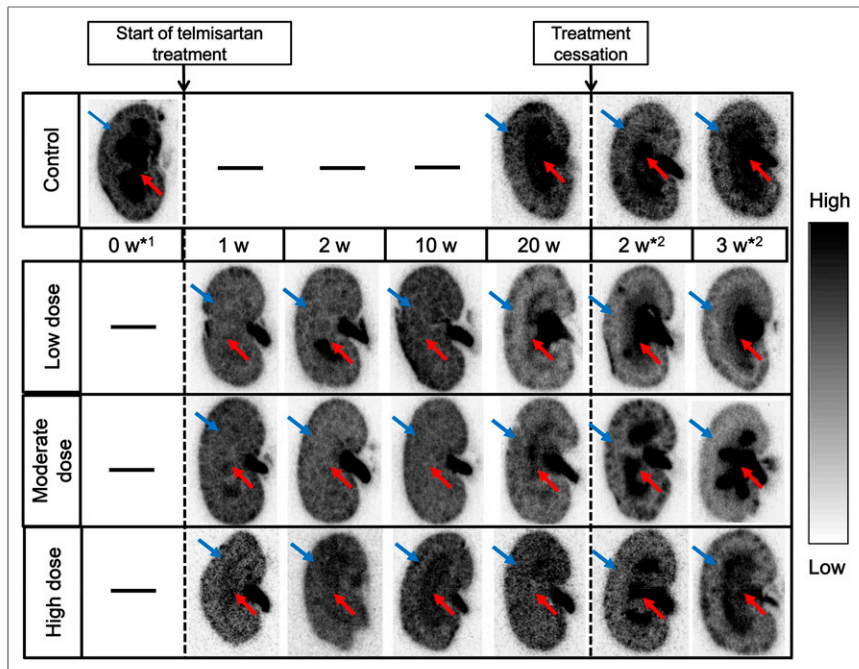 Start of telmisartan
treatment
Treatment
cessation
Control
High
0 w*1 1 w 2 w 10 w 20 w 2 w*2 3 w*2
Low dose
Moderate
dose
High dose
Low